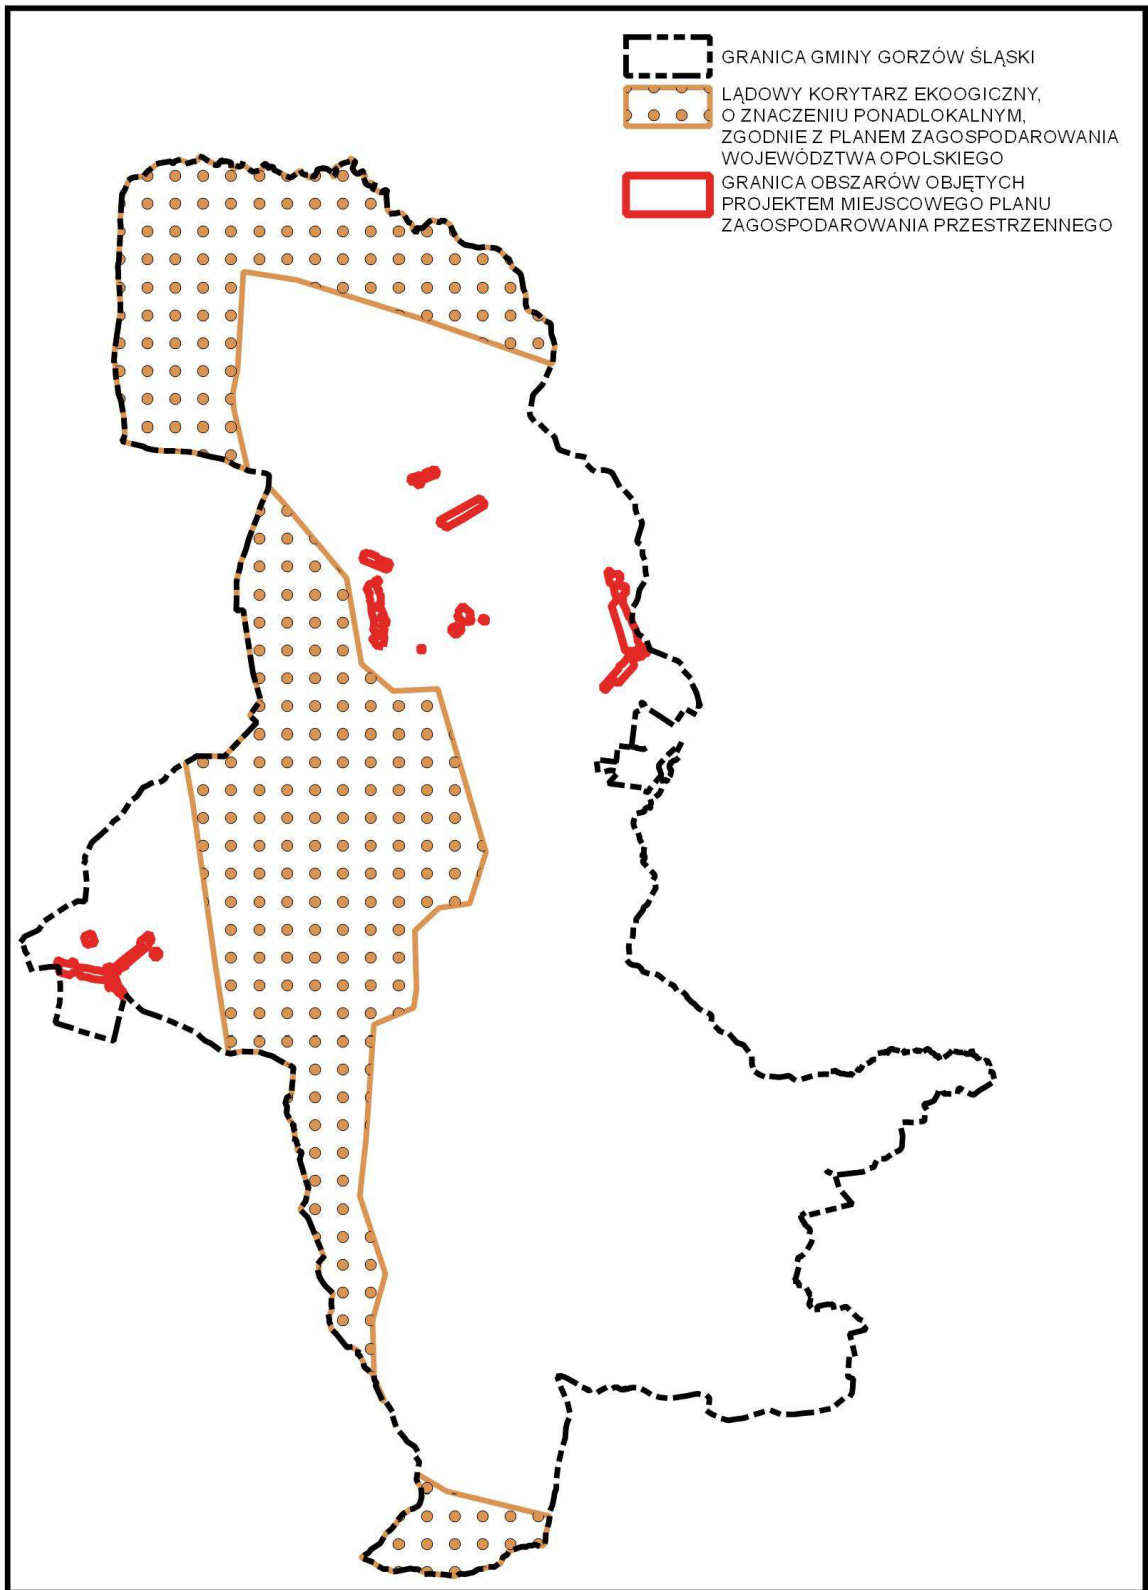 GRANICA GMINY GORZÓW ŚLĄSKI
LĄDOWY KORYTARZ EKOOGICZNY,
O ZNACZENIU PONADLOKALNYM,
ZGODNIE Z PLANEM ZAGOSPODAROWANIA
WOJEWÓDZTWA OPOLSKIEGO
GRANICA OBSZARÓW OBJĘTYCH
PROJEKTEM MIEJSCOWEGO PLANU
ZAGOSPODAROWANIA PRZESTRZENNEGO